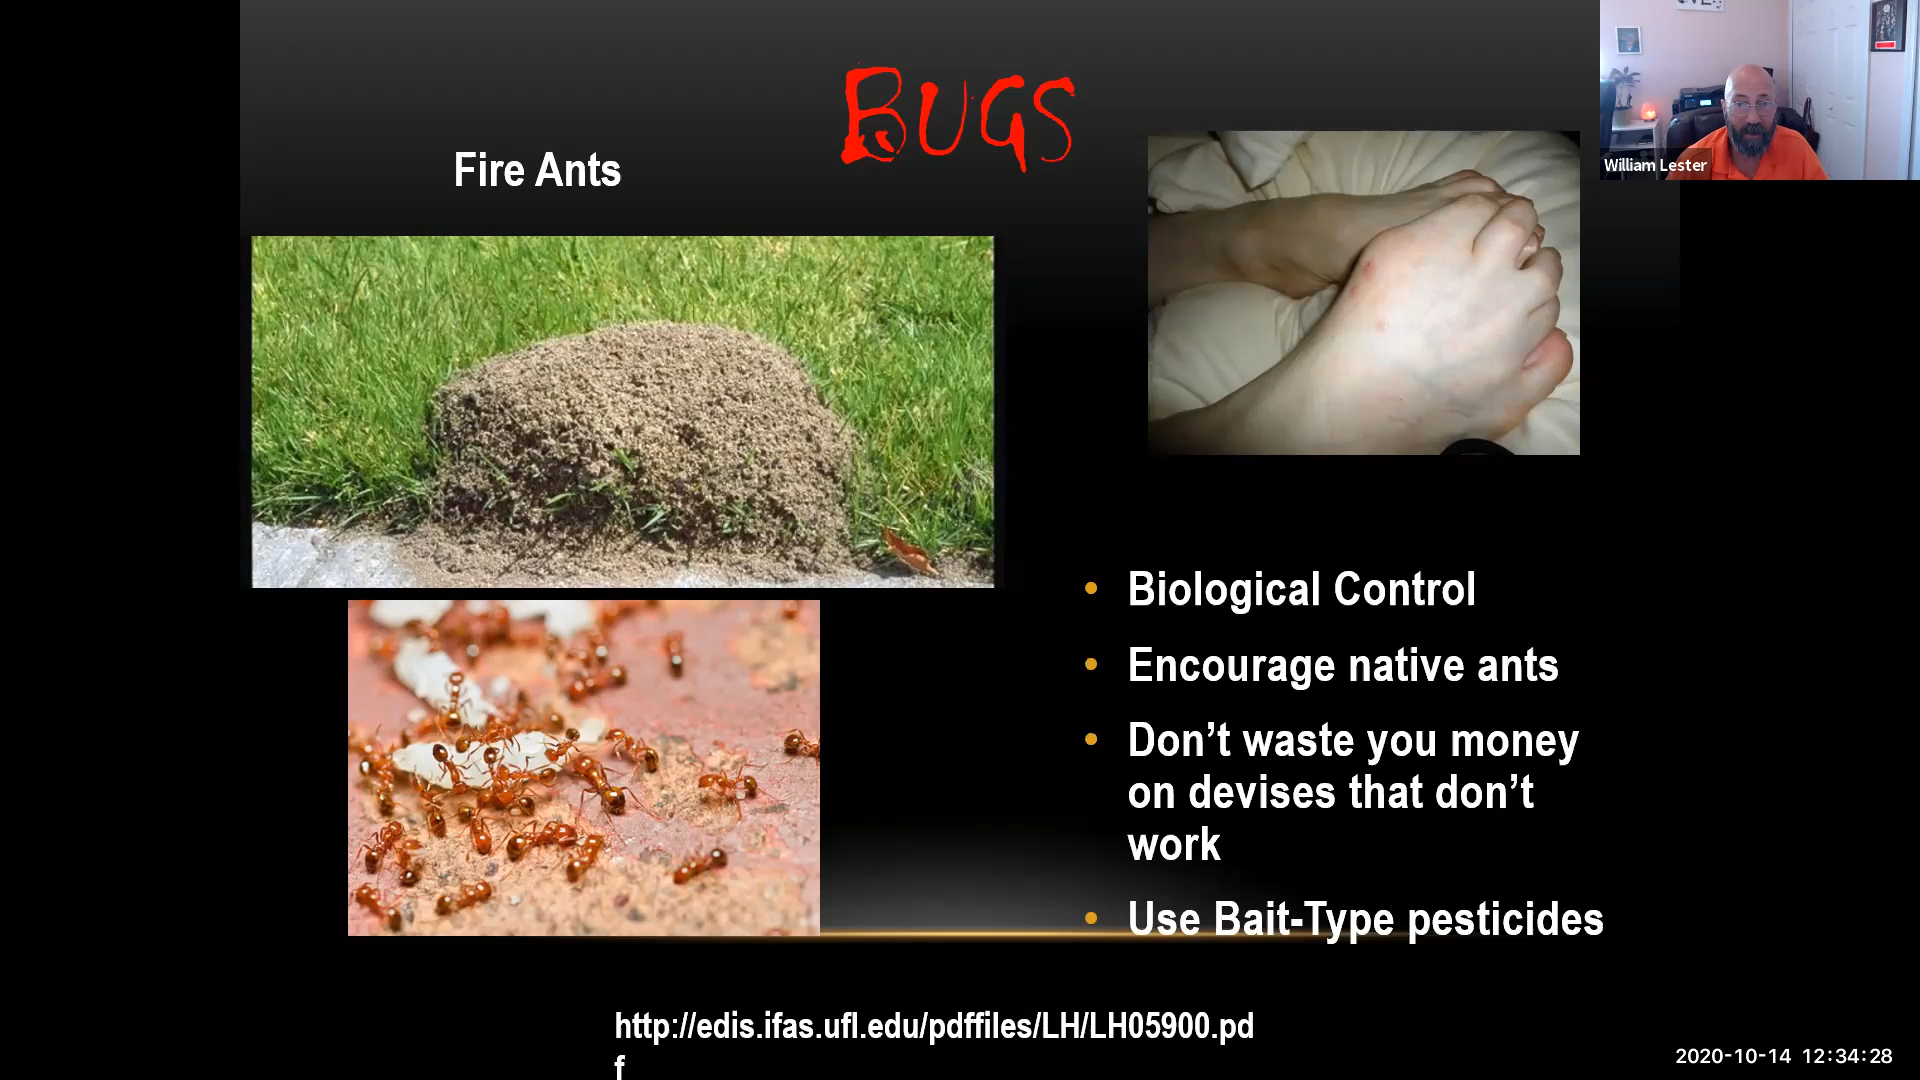 BUGS
Fire Ants
William Lester
• Biological Control
• Encourage native ants
• Don’t waste you money
on devises that don’t
work
• Use Bait-Type pesticides
http://edis.ifas.ufl.edu/pdffiles/LH/LH05900.pd
f
2020-10-14 12:34:28